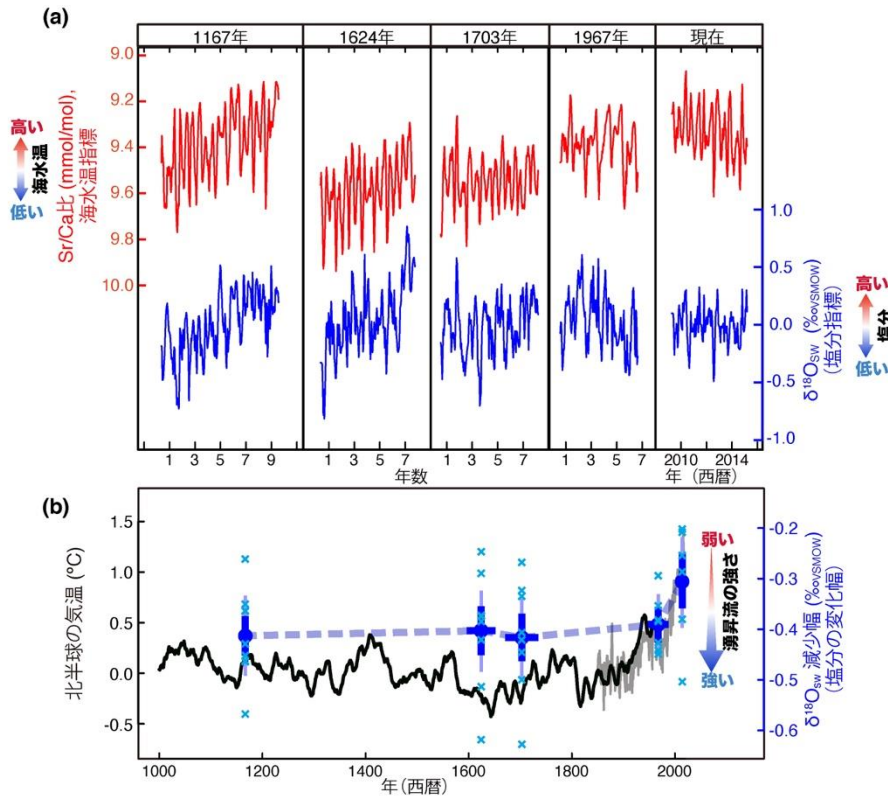 (a)
1167年
1624年
1703年
1967年
現在
9.0
9.2
9.4
9.6
9.8
10.0
Sr/Ca比 (mmol/mol),
海水温指標
高い
海水温
低い
1.0
0.5
0.0
-0.5
-1.0
δ¹⁸Osw (‰VSMOW)
(塩分指標)
高い
塩分
低い
1 3 5 7 9
1 3 5 7
1 3 5 7
1 3 5 7
2010 2014
年数
年 (西暦)
(b)
北半球の気温 (ºC)
1.5
1.0
0.5
0.0
-0.5
-0.2
-0.3
-0.4
-0.5
-0.6
弱い
湧昇流の強さ
強い
δ¹⁸Osw 減少幅 (‰VSMOW)
(塩分の変化幅)
1000 1200 1400 1600 1800 2000
年 (西暦)